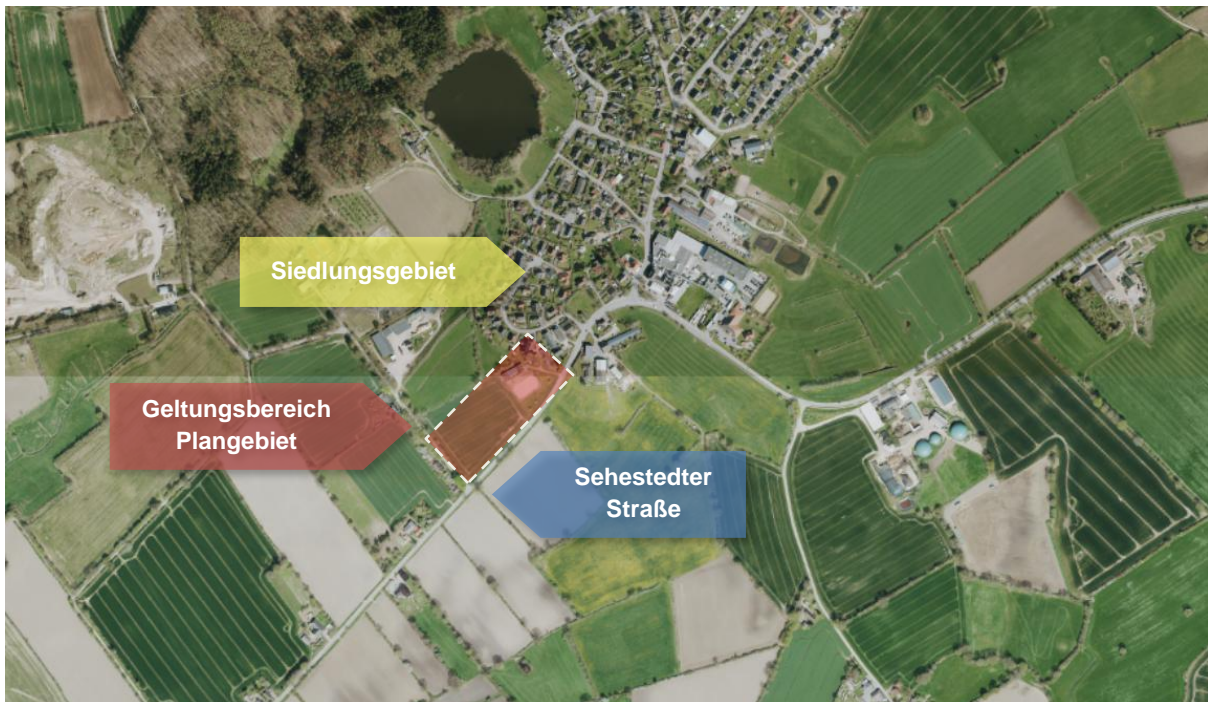 Siedlungsgebiet
Geltungsbereich
Plangebiet
Sehestedter
Straße